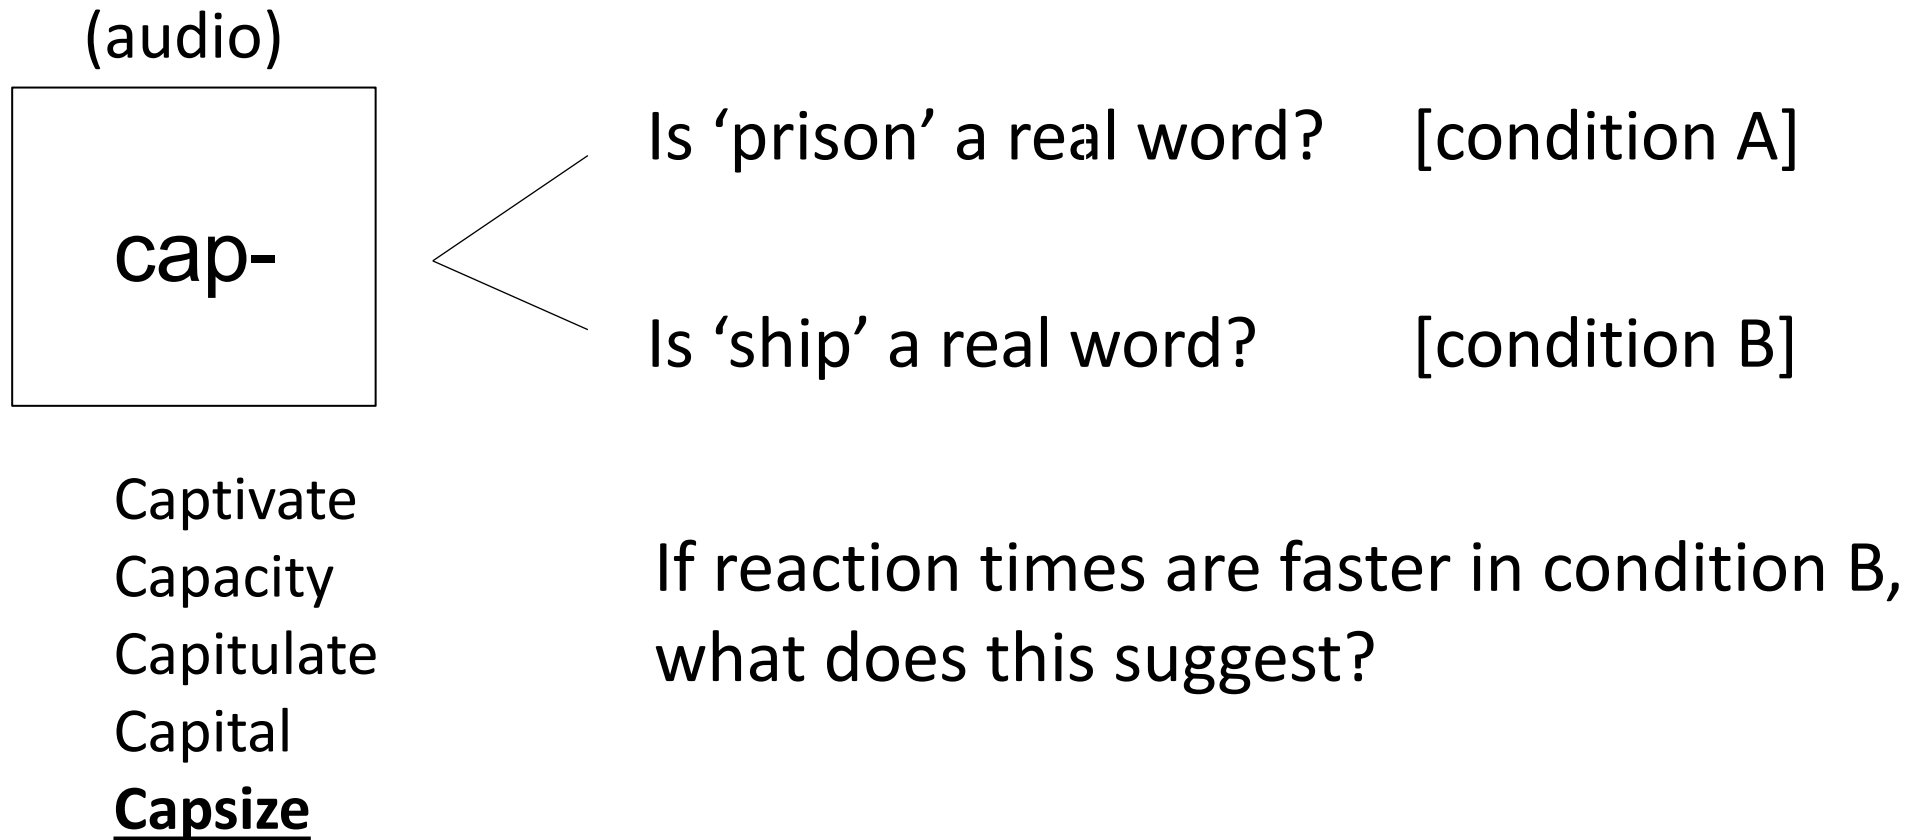 (audio)
cap-
Is ‘prison’ a real word? [condition A]
Is ‘ship’ a real word? [condition B]
Captivate
Capacity
Capitulate
Capital
Capsize
If reaction times are faster in condition B,
what does this suggest?